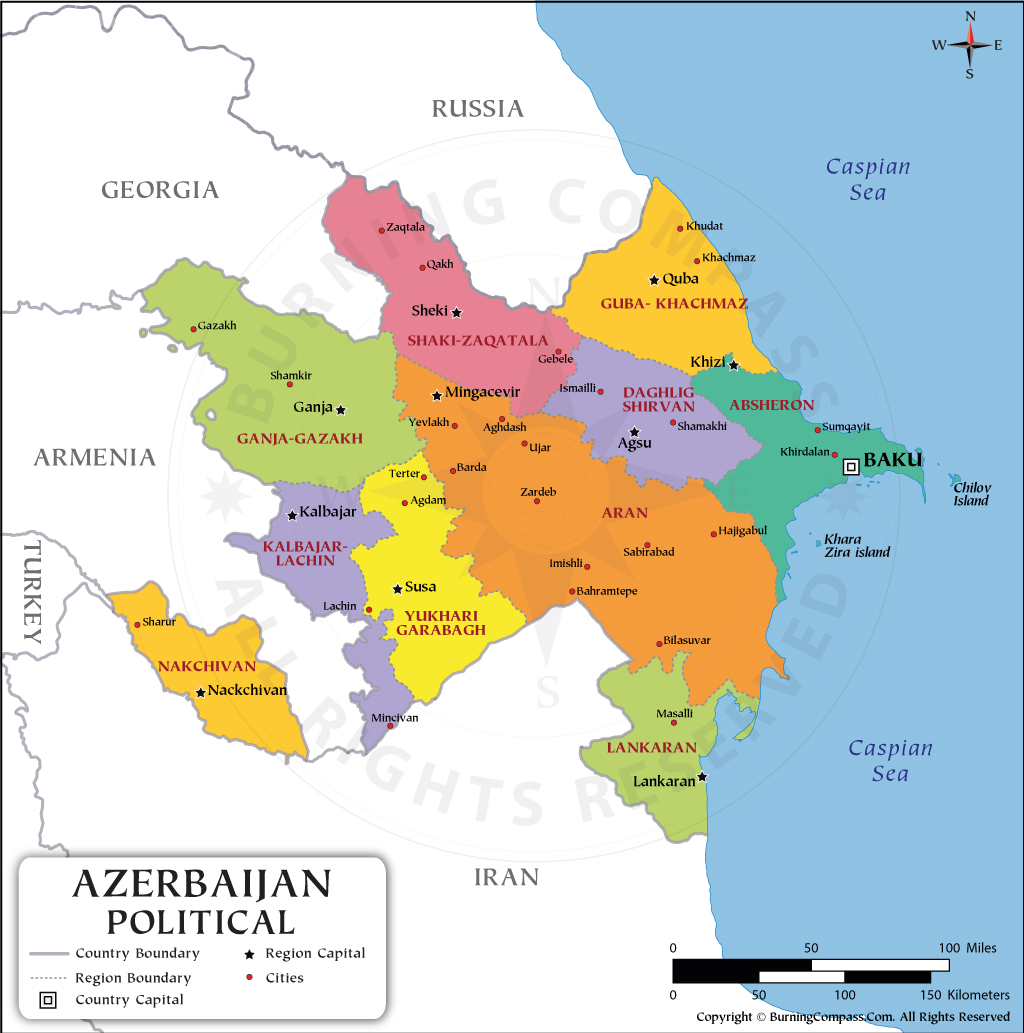 N
W
E
S
RUSSIA
Caspian
Sea
GEORGIA
BURNING COMPASS
Zaqtala
Khudat
Khachmaz
Qakh
Quba
GUBA- KHACHMAZ
N
Sheki
Gazakh
SHAKI-ZAQATALA
Gebele
Khizi
Shamkir
Ismailli
DAGHLIG
SHIRVAN
ABSHERON
Mingacevir
Ganja
Yevlakh
Aghdash
Shamakhi
Sumqayit
GANJA-GAZAKH
Agsu
Ujar
Khirdalan
BAKU
ARMENIA
Barda
Terter
Chilov
Island
W
E
Zardeb
Agdam
Kalbajar
ARAN
Hajigabul
Khara
Zira island
KALBAJAR-
LACHIN
Sabirabad
Imishli
TURKEY
Susa
Bahramtepe
Lachin
YUKHARI
GARABAGH
Sharur
Bilasuvar
NAKCHIVAN
Nackchivan
S
Mincivan
Masalli
LANKARAN
Caspian
Sea
Lankaran
ALL RIGHTS RESERVED
IRAN
AZERBAIJAN
POLITICAL
Country Boundary
Region Capital
Region Boundary
Cities
Country Capital
0 50 100 Miles
0 50 100 150 Kilometers
Copyright © BurningCompass.Com. All Rights Reserved